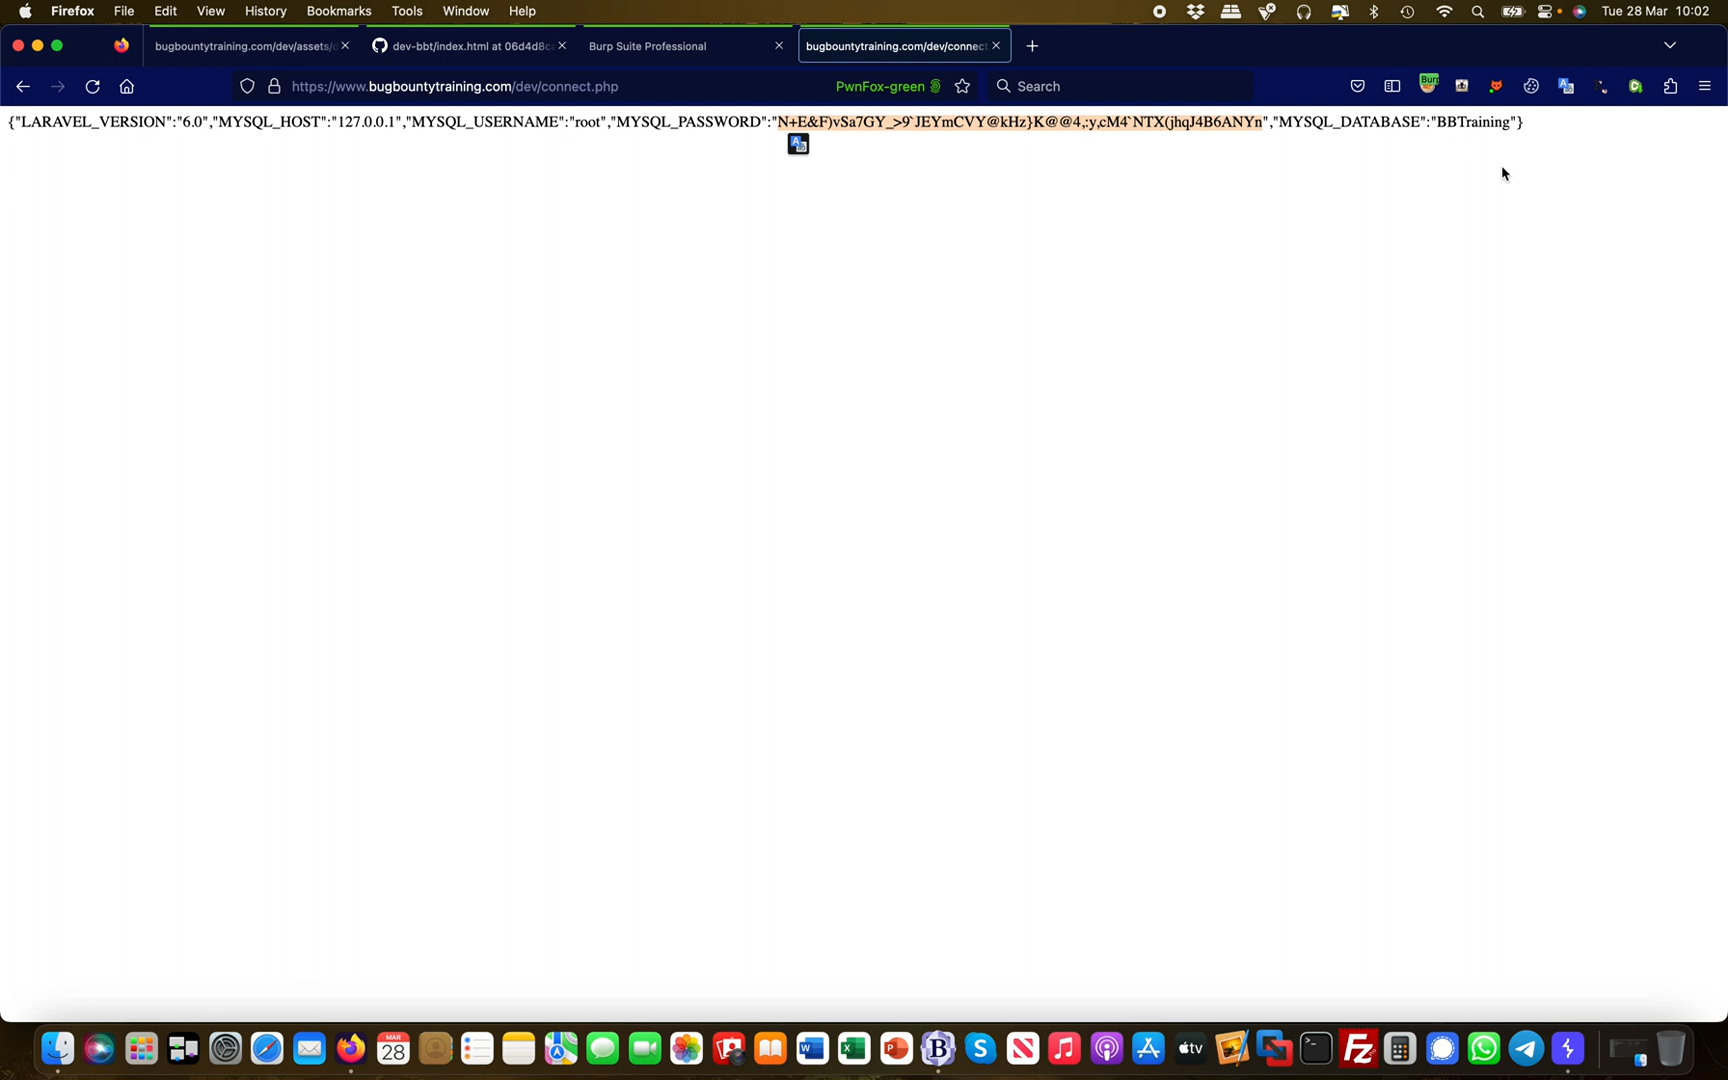 Firefox File Edit View History Bookmarks Tools Window Help Tue 28 Mar 10:02
bugbountytraining.com/dev/assets/ dev-bbt/index.html at 06d4d8c Burp Suite Professional bugbountytraining.com/dev/connect
https://www.bugbountytraining.com/dev/connect.php PwnFox-green Search Burp
{"LARAVEL_VERSION":"6.0","MYSQL_HOST":"127.0.0.1","MYSQL_USERNAME":"root","MYSQL_PASSWORD":"N+E&F)vSa7GY_>9`JEYmCVY@kHz}K@@4,:y,cM4`NTX(jhqJ4B6ANYn","MYSQL_DATABASE":"BBTraining"}
MAR
28
tv